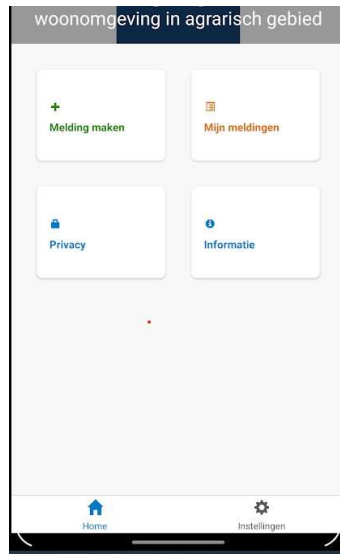 woonomgeving in agrarisch gebied
Melding maken
Mijn meldingen
Privacy
Informatie
Home
Instellingen